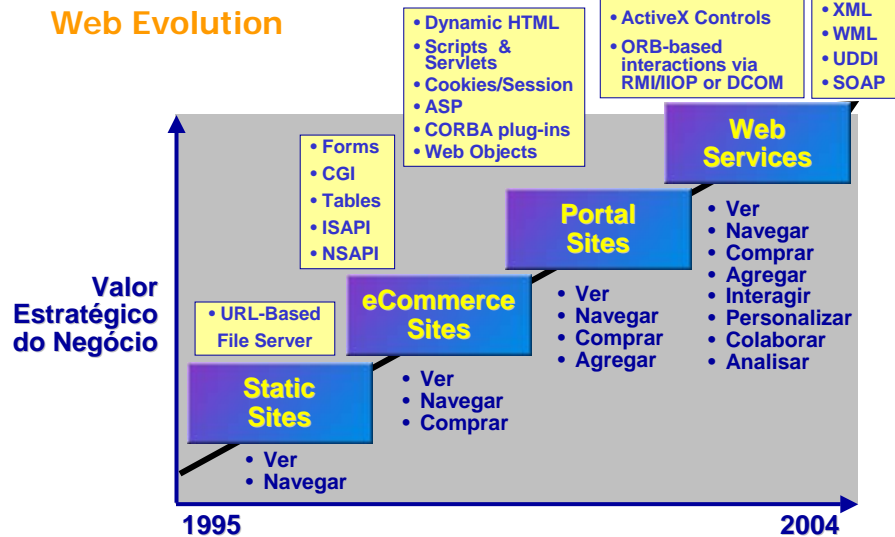 Web Evolution
• Dynamic HTML
• Scripts &
Servlets
• Cookies/Session
• ASP
• CORBA plug-ins
• Web Objects
• ActiveX Controls
• ORB-based
interactions via
RMI/IIOP or DCOM
• XML
• WML
• UDDI
• SOAP
• Forms
• CGI
• Tables
• ISAPI
• NSAPI
• URL-Based
File Server
Valor
Estratégico
do Negócio
Static
Sites
• Ver
• Navegar
eCommerce
Sites
• Ver
• Navegar
• Comprar
Portal
Sites
• Ver
• Navegar
• Comprar
• Agregar
Web
Services
• Ver
• Navegar
• Comprar
• Agregar
• Interagir
• Personalizar
• Colaborar
• Analisar
1995
2004